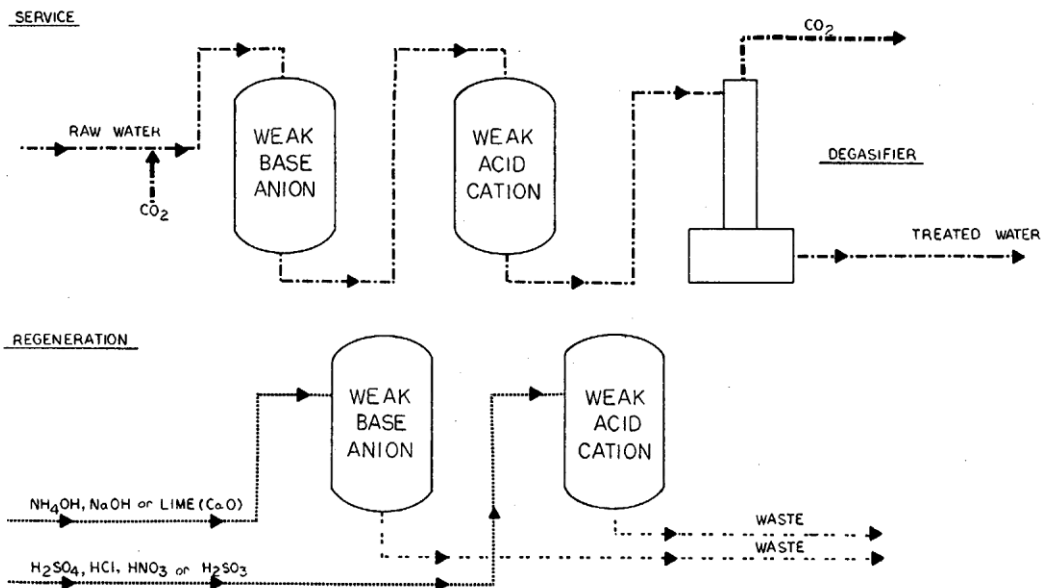 SERVICE
CO2
RAW WATER
CO2
WEAK
BASE
ANION
WEAK
ACID
CATION
DEGASIFIER
TREATED WATER
REGENERATION
WEAK
BASE
ANION
WEAK
ACID
CATION
NH4OH, NaOH or LIME (CaO)
WASTE
WASTE
H2SO4, HCl, HNO3 or H2SO3